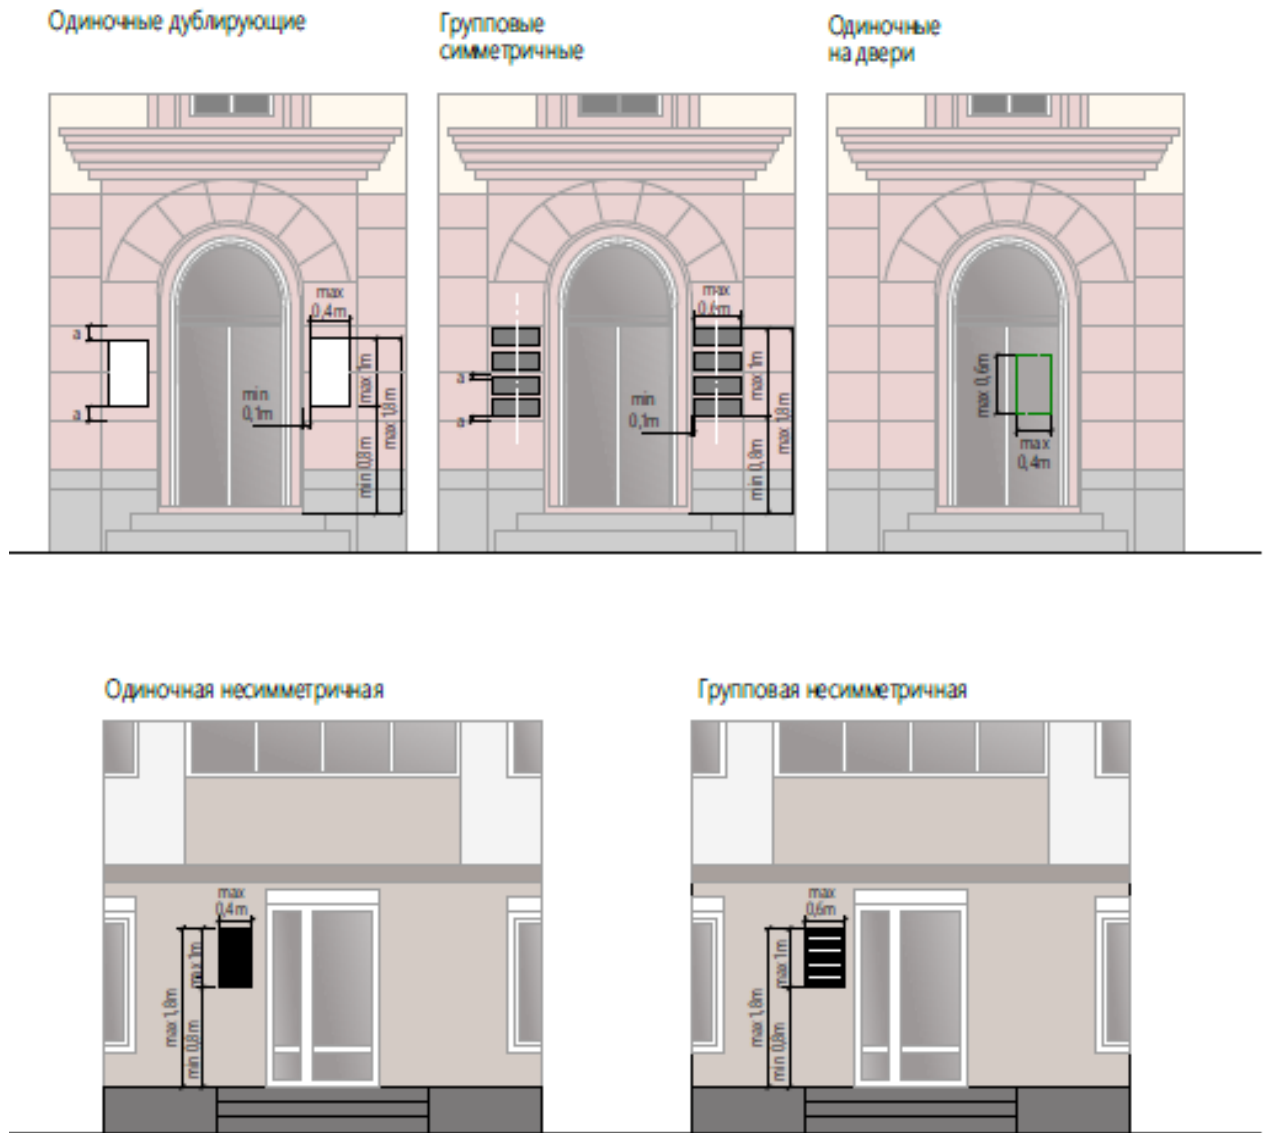 Одиночные дублирующие
Групповые
симметричные
Одиночные
на двери
max
0,4m
a
a
min
0,1m
max 1m
max 1,8m
min 0,8m
max
0,6m
a
a
min
0,1m
max 1m
max 1,8m
min 0,8m
max 0,6m
max
0,4m
Одиночная несимметричная
Групповая несимметричная
max
0,4m
max 1m
max 1,8m
min 0,8m
max
0,6m
max 1m
max 1,8m
min 0,8m